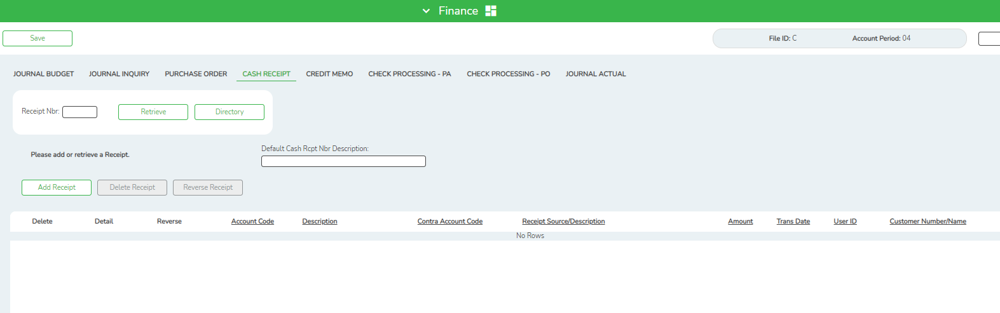 Finance
Save
File ID: C Account Period: 04
JOURNAL BUDGET JOURNAL INQUIRY PURCHASE ORDER CASH RECEIPT CREDIT MEMO CHECK PROCESSING - PA CHECK PROCESSING - PO JOURNAL ACTUAL
Receipt Nbr: Retrieve Directory
Default Cash Rcpt Nbr Description:
Please add or retrieve a Receipt.
Add Receipt Delete Receipt Reverse Receipt
Delete Detail Reverse Account Code Description Contra Account Code Receipt Source/Description Amount Trans Date User ID Customer Number/Name
No Rows